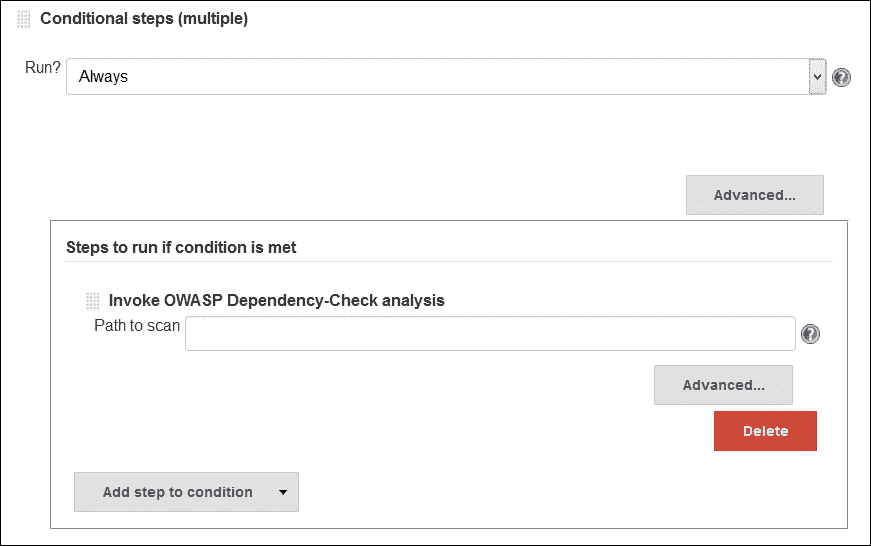 Conditional steps (multiple)
Run? Always
Advanced...
Steps to run if condition is met
Invoke OWASP Dependency-Check analysis
Path to scan
Advanced...
Delete
Add step to condition